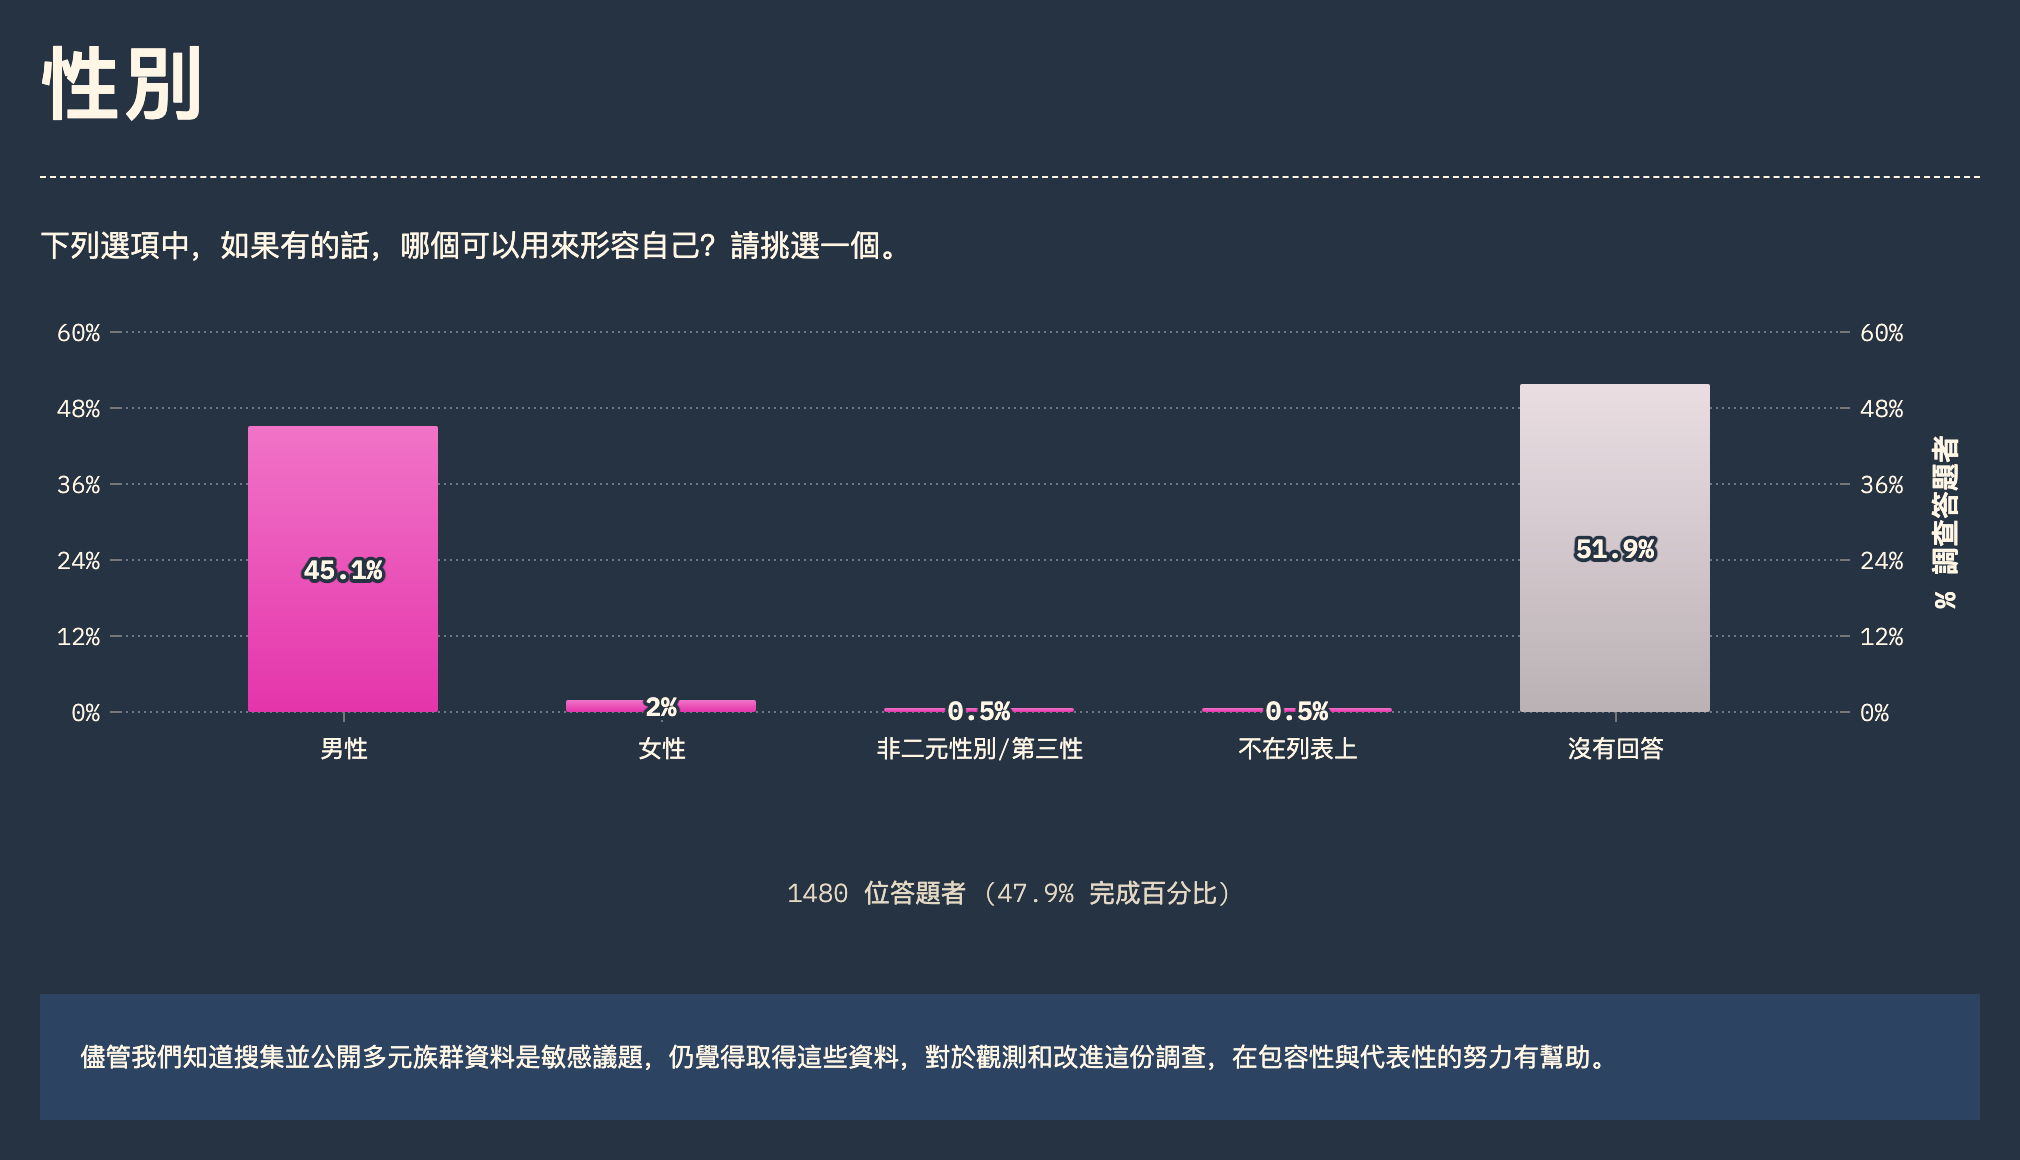 性別
下列選項中，如果有的話，哪個可以用來形容自己？請挑選一個。
60%
48%
36%
24%
12%
0%
45.1%
2%
0.5%
0.5%
51.9%
男性
女性
非二元性別/第三性
不在列表上
沒有回答
60%
48%
36%
24%
12%
0%
% 調查答題者
1480 位答題者 (47.9% 完成百分比)
儘管我們知道搜集並公開多元族群資料是敏感議題，仍覺得取得這些資料，對於觀測和改進這份調查，在包容性與代表性的努力有幫助。